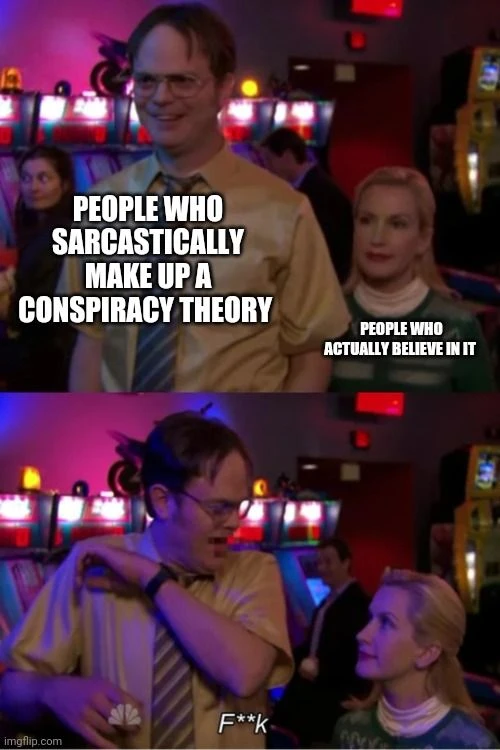 PEOPLE WHO
SARCASTICALLY
MAKE UP A
CONSPIRACY THEORY
PEOPLE WHO
ACTUALLY BELIEVE IN IT
F**k
imgflip.com